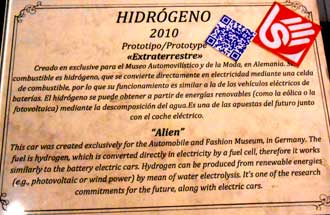 HIDRÓGENO
2010
Prototipo/Prototype
«Extraterrestre»
Creado en exclusive para el Museo Automovilístico y de la Moda, en Alemania. Su
combustible es hidrógeno, que se convierte directamente en electricidad mediante una celda
de combustible, por lo que su funcionamiento es similar a la de los vehículos eléctricos de
baterías. El hidrógeno se puede obtener a partir de energías renovables (como la eólica o la
fotovoltaica) mediante la descomposición del agua.Es una de las apuestas del futuro junto
con el coche eléctrico.
"Alien"
This car was created exclusively for the Automobile and Fashion Museum, in Germany. The
fuel is hydrogen, which is converted directly in electricity by a fuel cell, therefore it works
similarly to the battery electric cars. Hydrogen can be produced from renewable energies
(e.g., photovoltaic or wind power) by mean of water electrolysis. It's one of the research
commitments for the future, along with electric cars.